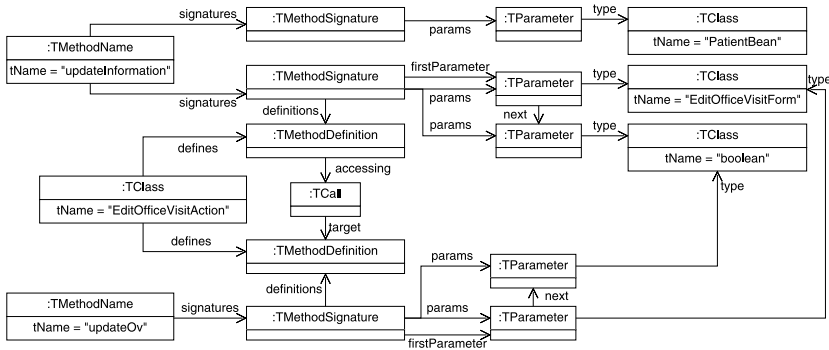 signatures
:TMethodSignature
params
:TParameter
type
:TClass
tName = "PatientBean"
:TMethodName
tName = "updateInformation"
signatures
:TMethodSignature
firstParameter
params
:TParameter
type
:TClass
tName = "EditOfficeVisitForm"
type
definitions
next
:TMethodDefinition
params
:TParameter
type
:TClass
tName = "boolean"
defines
accessing
:TClass
tName = "EditOfficeVisitAction"
:TCall
type
target
defines
:TMethodDefinition
params
:TParameter
definitions
next
:TMethodName
tName = "updateOv"
signatures
:TMethodSignature
params
:TParameter
firstParameter